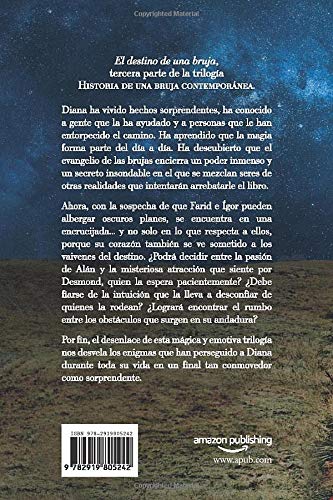 El destino de una bruja,
tercera parte de la trilogía
HISTORIA DE UNA BRUJA CONTEMPORÁNEA.
Diana ha vivido hechos sorprendentes, ha conocido
a gente que la ha ayudado y a personas que le han
entorpecido el camino. Ha aprendido que la magia
forma parte del día a día. Ha descubierto que el
evangelio de las brujas encierra un poder inmenso y
un secreto insondable en el que se mezclan seres de
otras realidades que intentarán arrebatarle el libro.
Ahora, con la sospecha de que Farid e Ígor pueden
albergar oscuros planes, se encuentra en una
encrucijada... y no solo en lo que respecta a ellos,
porque su corazón también se ve sometido a los
vaivenes del destino. ¿Podrá decidir entre la pasión
de Alán y la misteriosa atracción que siente por
Desmond, quien la espera pacientemente? ¿Debe
fiarse de la intuición que la lleva a desconfiar de
quienes la rodean? ¿Logrará encontrar el rumbo
entre los obstáculos que surgen en su andadura?
Por fin, el desenlace de esta mágica y emotiva trilogía
nos desvela los enigmas que han perseguido a Diana
durante toda su vida en un final tan conmovedor
como sorprendente.
ISBN 978-2919805242
9 782919 805242
amazon publishing
www.apub.com